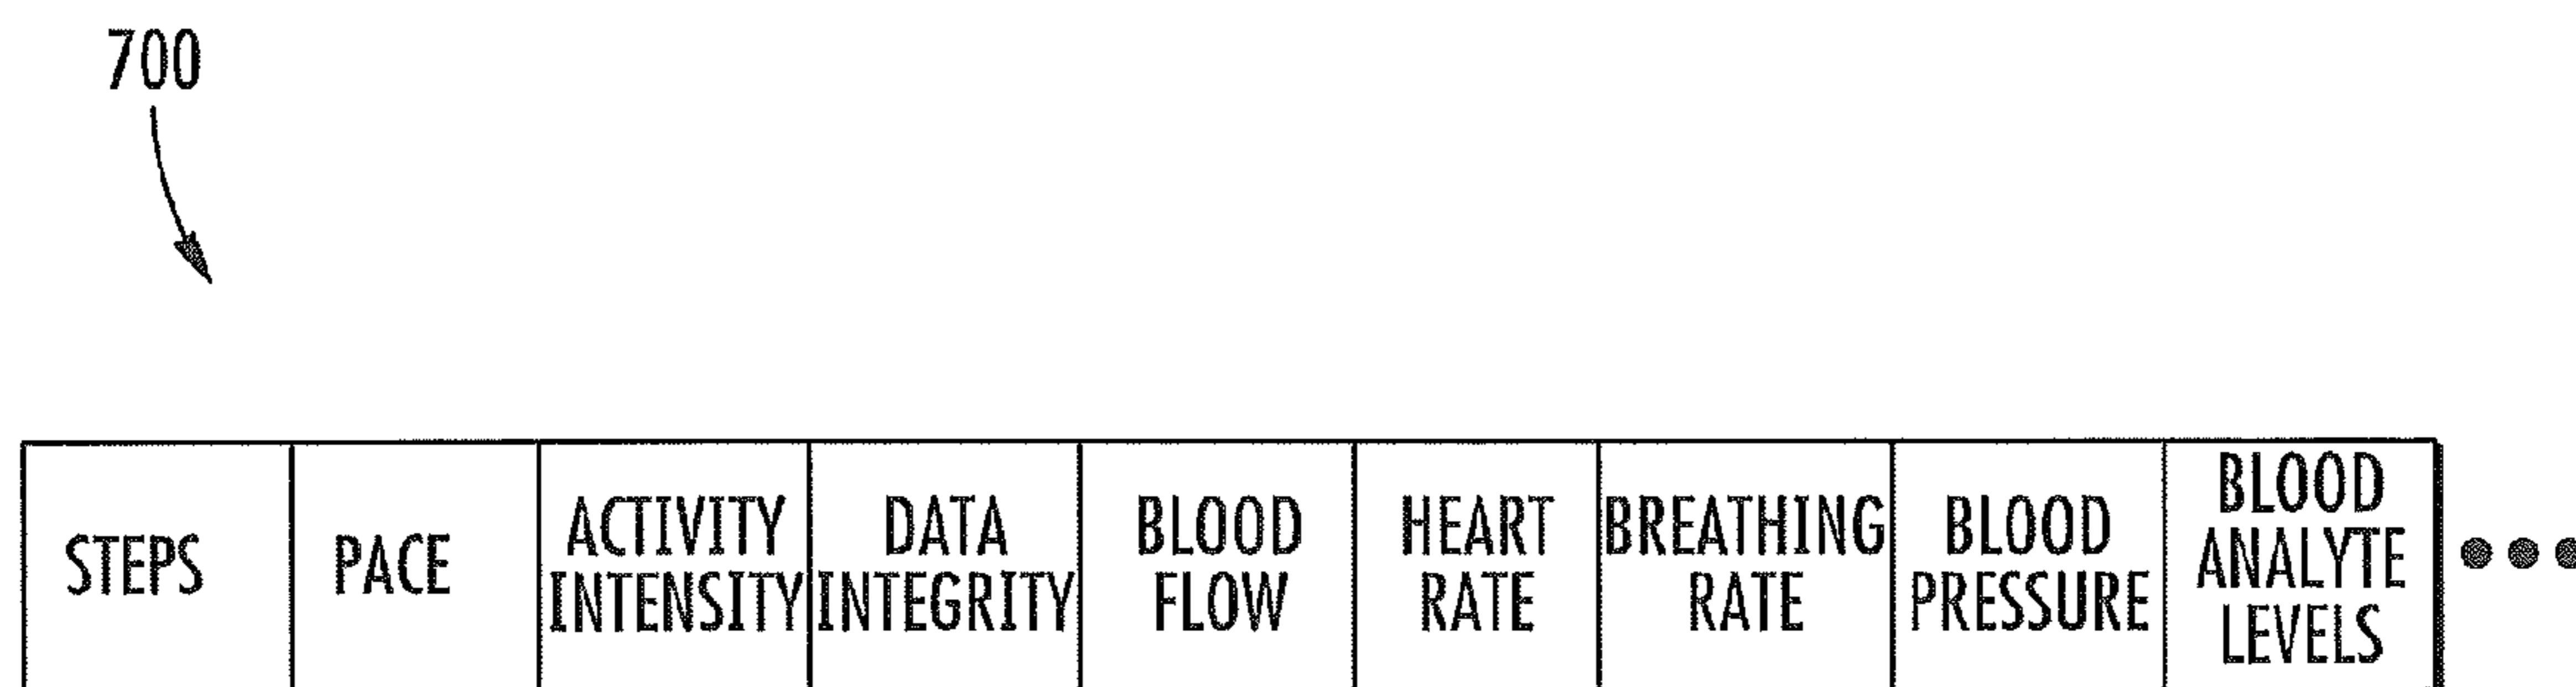 700
STEPS
PACE
ACTIVITY
INTENSITY
DATA
INTEGRITY
BLOOD
FLOW
HEART
RATE
BREATHING
RATE
BLOOD
PRESSURE
BLOOD
ANALYTE
LEVELS